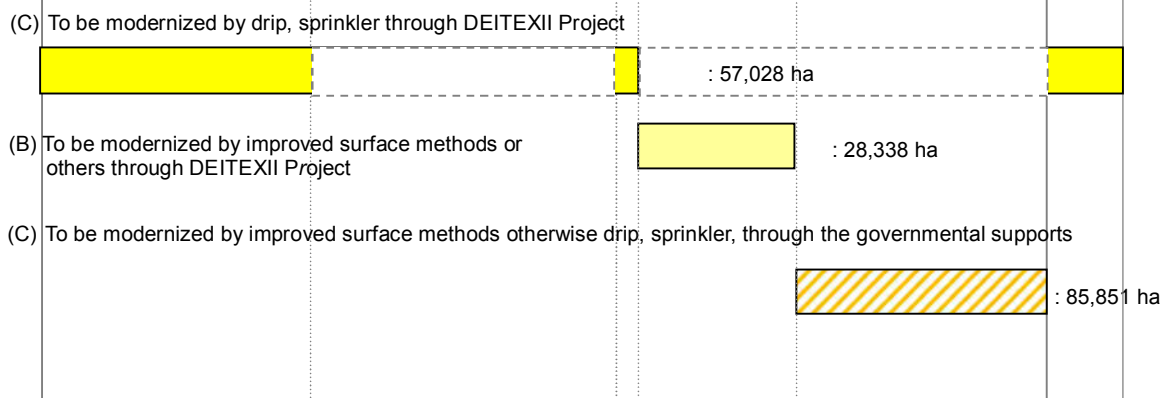 (C) To be modernized by drip, sprinkler through DEITEXII Project
: 57,028 ha
(B) To be modernized by improved surface methods or
others through DEITEXII Project
: 28,338 ha
(C) To be modernized by improved surface methods otherwise drip, sprinkler, through the governmental supports
: 85,851 ha